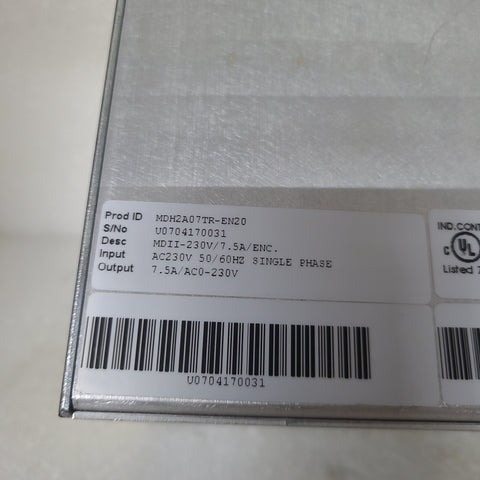 Prod ID MDH2A07TR-EN20
S/No U0704170031
Desc MDII-230V/7.5A/ENC.
Input AC230V 50/60HZ SINGLE PHASE
Output 7.5A/AC0-230V
U0704170031
IND.CONT
C UL
Listed